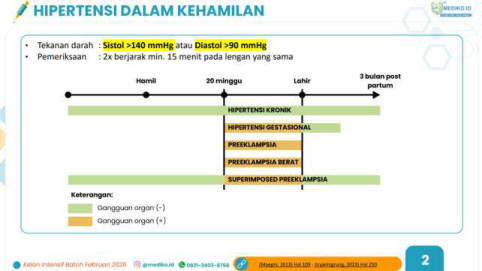 HIPERTENSI DALAM KEHAMILAN
MEDIKO.ID
• Tekanan darah : Sistol >140 mmHg atau Diastol >90 mmHg
• Pemeriksaan : 2x berjarak min. 15 menit pada lengan yang sama
Hamil 20 minggu Lahir 3 bulan post partum
HIPERTENSI KRONIK
HIPERTENSI GESTASIONAL
PREEKLAMPSIA
PREEKLAMPSIA BERAT
SUPERIMPOSED PREEKLAMPSIA
Keterangan:
Gangguan organ (-)
Gangguan organ (+)
Kelon Intensif Batch Februari 2026 @mediko.id
2